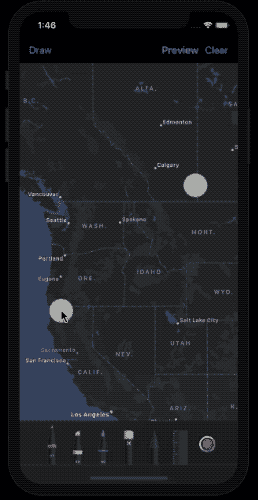 1:46
Draw Preview Clear
B.C.
ALTA.
SA
Edmonton
Calgary
S
Vancouver
Seattle
WASH.
Spokane
MONT.
Portland
Eugene
ORE.
IDAHO
WYO.
Salt Lake City
Sacramento
San Francisco
NEV.
UTAH
CALIF.
Los Angeles
ARIZ.
N.